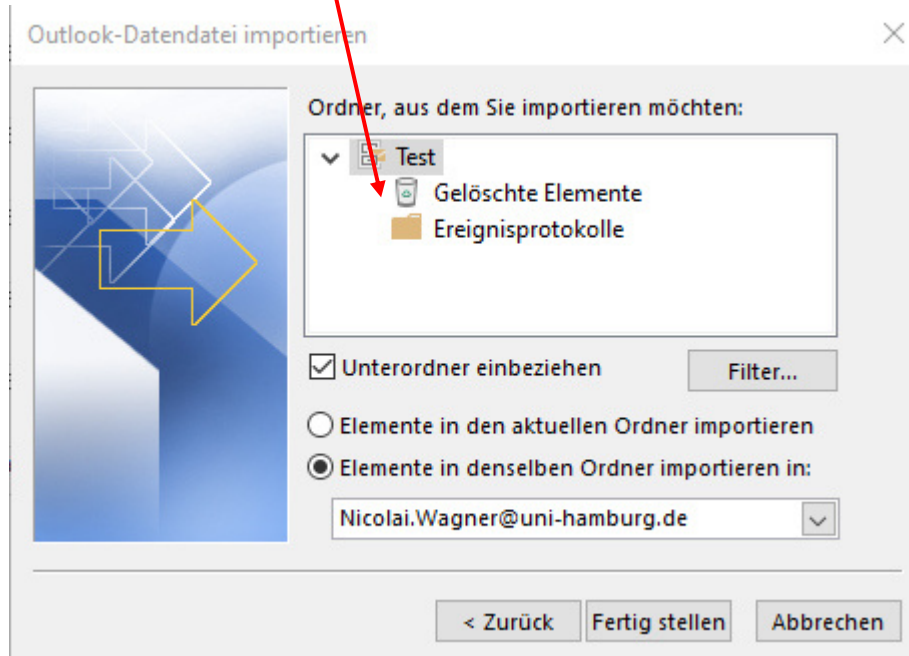 Outlook-Datendatei importieren
Ordner, aus dem Sie importieren möchten:
Test
Gelöschte Elemente
Ereignisprotokolle
Unterordner einbeziehen
Filter...
Elemente in den aktuellen Ordner importieren
Elemente in denselben Ordner importieren in:
Nicolai.Wagner@uni-hamburg.de
< Zurück
Fertig stellen
Abbrechen